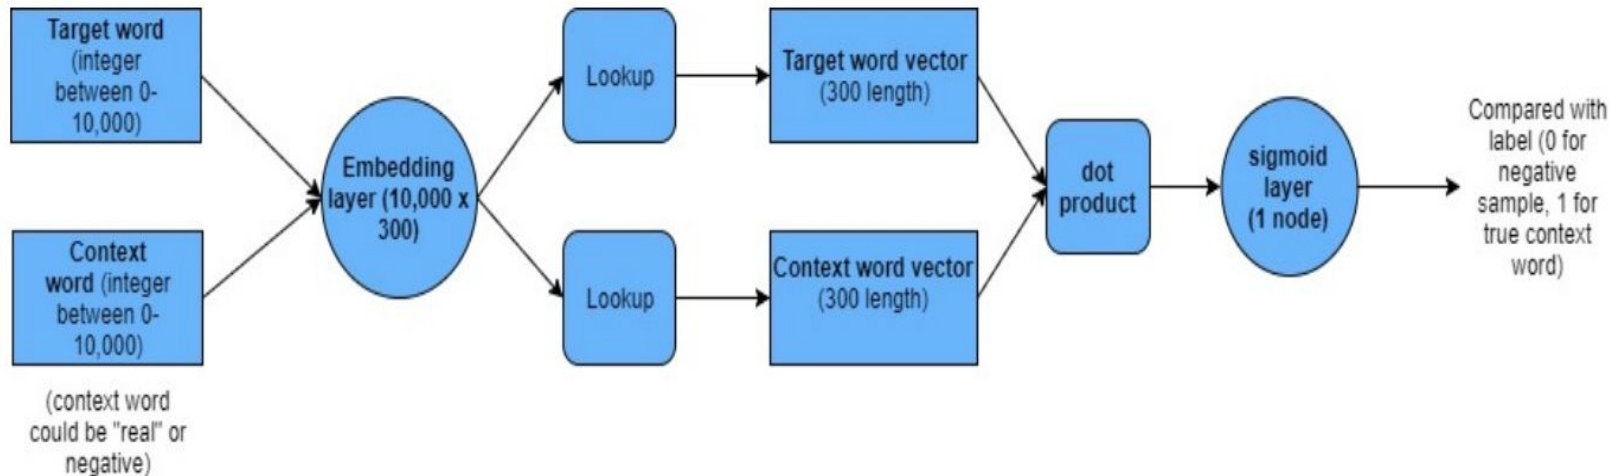 Target word
(integer
between 0-
10,000)
Context
word (integer
between 0-
10,000)
(context word
could be "real" or
negative)
Embedding
layer (10,000 x
300)
Lookup
Lookup
Target word vector
(300 length)
Context word vector
(300 length)
dot
product
sigmoid
layer
(1 node)
Compared with
label (0 for
negative
sample, 1 for
true context
word)